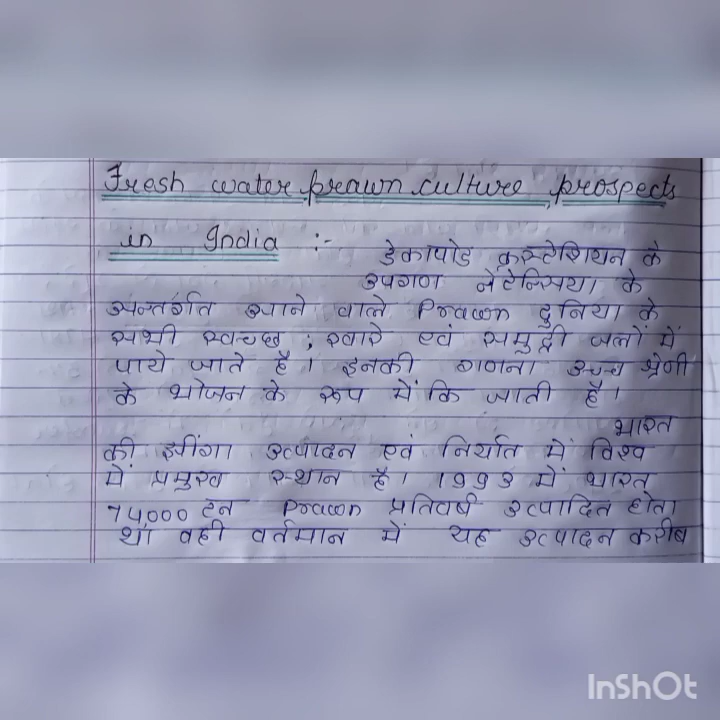 Fresh water prawn culture prospects
in India :-
डेकापोड क्रस्टेशियन के
उपगण नेटेन्सिया के
अन्तर्गत आने वाले Prawn दुनिया के
सभी स्वच्छ, खारे एवं समुद्री जलों में
पाये जाते है। इनकी गणना उच्च श्रेणी
के भोजन के रूप में कि जाती है।
भारत
की झींगा उत्पादन एवं निर्यात में विश्व
में प्रमुख स्थान है। 1993 में भारत
74,000 टन Prawn प्रतिवर्ष उत्पादित होता
था वही वर्तमान में यह उत्पादन करीब
InShOt